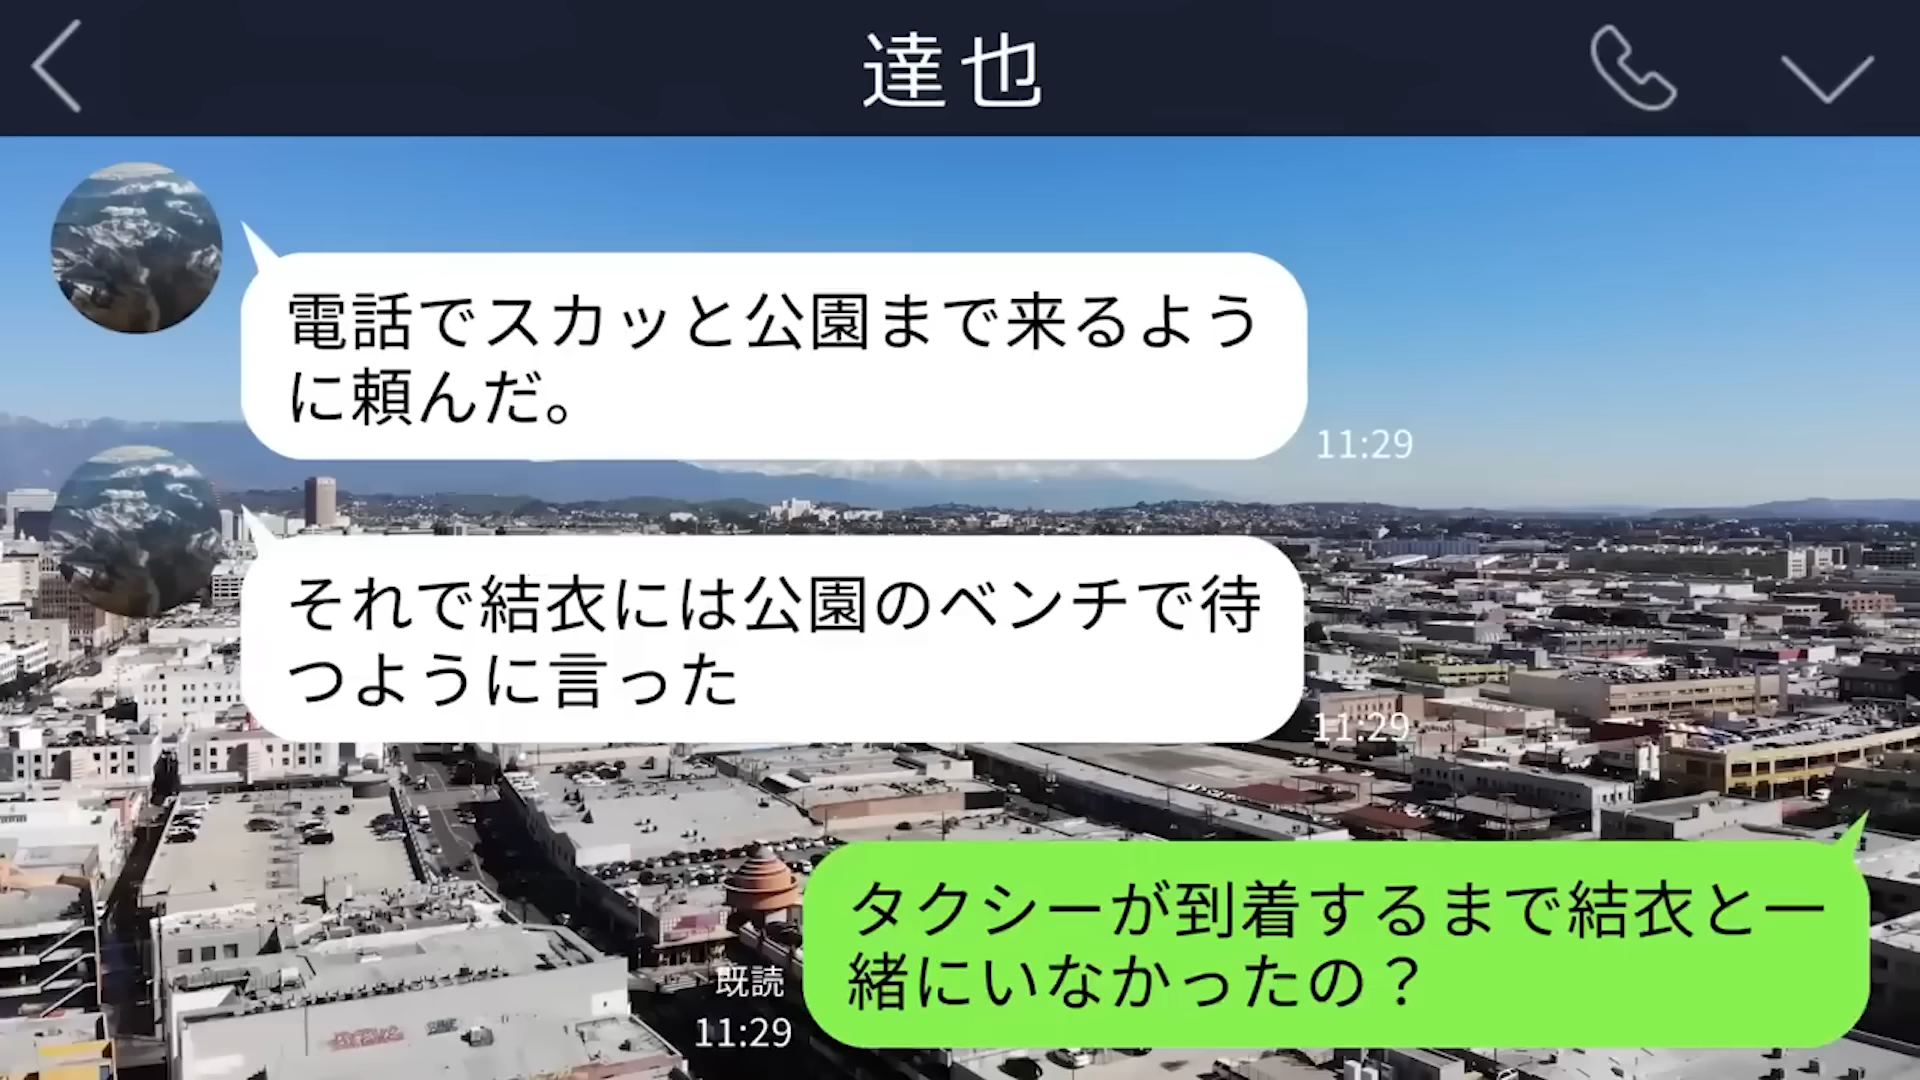 達也
電話でスカッと公園まで来るよう
に頼んだ。
11:29
それで結衣には公園のベンチで待
つように言った
11:29
タクシーが到着するまで結衣と一
緒にいなかったの？
既読
11:29